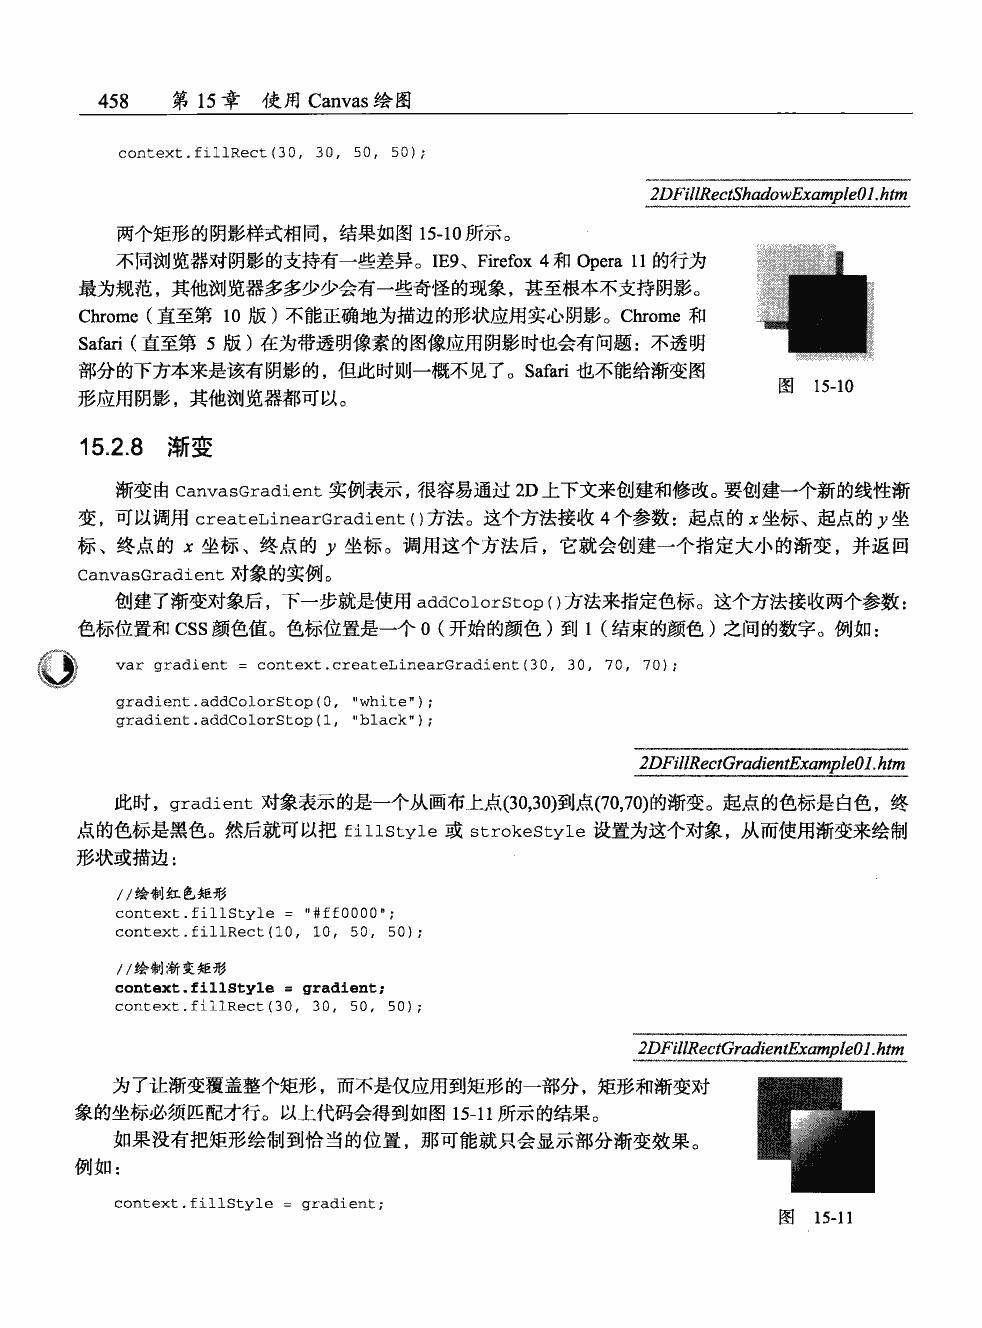 458 第 15 章 使用 Canvas 绘图
context.fillRect(30, 30, 50, 50);
2DFillRectShadowExample01.htm
两个矩形的阴影样式相同，结果如图 15-10 所示。
不同浏览器对阴影的支持有一些差异。IE9、Firefox 4 和 Opera 11 的行为
最为规范，其他浏览器多多少少会有一些奇怪的现象，甚至根本不支持阴影。
Chrome（直至第 10 版）不能正确地为描边的形状应用实心阴影。Chrome 和
Safari（直至第 5 版）在为带透明像素的图像应用阴影时也会有问题：不透明
部分的下方本来是该有阴影的，但此时则一概不见了。Safari 也不能给渐变图
形应用阴影，其他浏览器都可以。
图 15-10
15.2.8 渐变
渐变由 CanvasGradient 实例表示，很容易通过 2D 上下文来创建和修改。要创建一个新的线性渐
变，可以调用 createLinearGradient()方法。这个方法接收 4 个参数：起点的 x 坐标、起点的 y 坐
标、终点的 x 坐标、终点的 y 坐标。调用这个方法后，它就会创建一个指定大小的渐变，并返回
CanvasGradient 对象的实例。
创建了渐变对象后，下一步就是使用 addColorStop()方法来指定色标。这个方法接收两个参数：
色标位置和 CSS 颜色值。色标位置是一个 0（开始的颜色）到 1（结束的颜色）之间的数字。例如：
var gradient = context.createLinearGradient(30, 30, 70, 70);
gradient.addColorStop(0, "white");
gradient.addColorStop(1, "black");
2DFillRectGradientExample01.htm
此时，gradient 对象表示的是一个从画布上点(30,30)到点(70,70)的渐变。起点的色标是白色，终
点的色标是黑色。然后就可以把 fillStyle 或 strokeStyle 设置为这个对象，从而使用渐变来绘制
形状或描边：
//绘制红色矩形
context.fillStyle = "#ff0000";
context.fillRect(10, 10, 50, 50);
//绘制渐变矩形
context.fillStyle = gradient;
context.fillRect(30, 30, 50, 50);
2DFillRectGradientExample01.htm
为了让渐变覆盖整个矩形，而不是仅应用到矩形的一部分，矩形和渐变对
象的坐标必须匹配才行。以上代码会得到如图 15-11 所示的结果。
如果没有把矩形绘制到恰当的位置，那可能就只会显示部分渐变效果。
例如：
context.fillStyle = gradient;
图 15-11